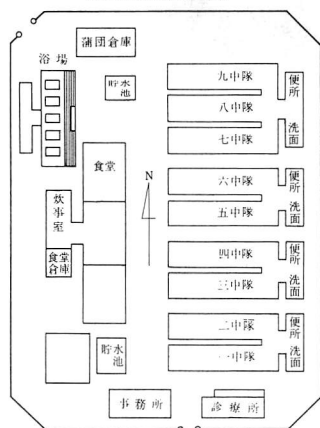 蒲団倉庫
浴場
貯水池
九中隊
八中隊
七中隊
便所
洗面
食堂
炊事室
食堂倉庫
N
六中隊
五中隊
便所
洗面
四中隊
三中隊
便所
洗面
二中隊
一中隊
便所
洗面
貯水池
事務所
診療所